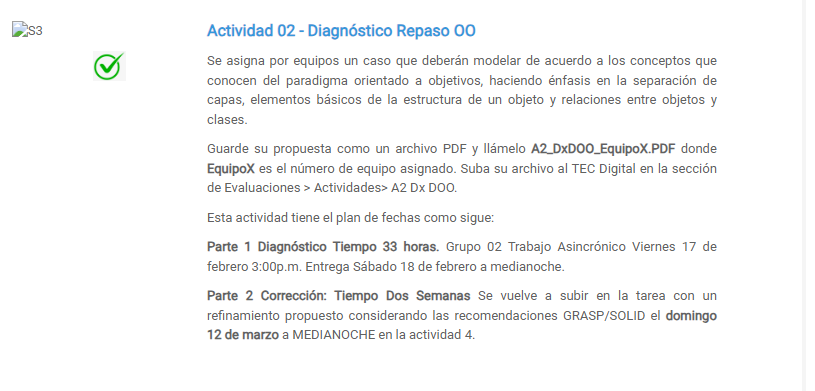 S3
Actividad 02 - Diagnóstico Repaso OO
Se asigna por equipos un caso que deberán modelar de acuerdo a los conceptos que
conocen del paradigma orientado a objetivos, haciendo énfasis en la separación de
capas, elementos básicos de la estructura de un objeto y relaciones entre objetos y
clases.
Guarde su propuesta como un archivo PDF y llámelo A2_DxDOO_EquipoX.PDF donde
EquipoX es el número de equipo asignado. Suba su archivo al TEC Digital en la sección
de Evaluaciones > Actividades> A2 Dx DOO.
Esta actividad tiene el plan de fechas como sigue:
Parte 1 Diagnóstico Tiempo 33 horas. Grupo 02 Trabajo Asincrónico Viernes 17 de
febrero 3:00p.m. Entrega Sábado 18 de febrero a medianoche.
Parte 2 Corrección: Tiempo Dos Semanas Se vuelve a subir en la tarea con un
refinamiento propuesto considerando las recomendaciones GRASP/SOLID el domingo
12 de marzo a MEDIANOCHE en la actividad 4.